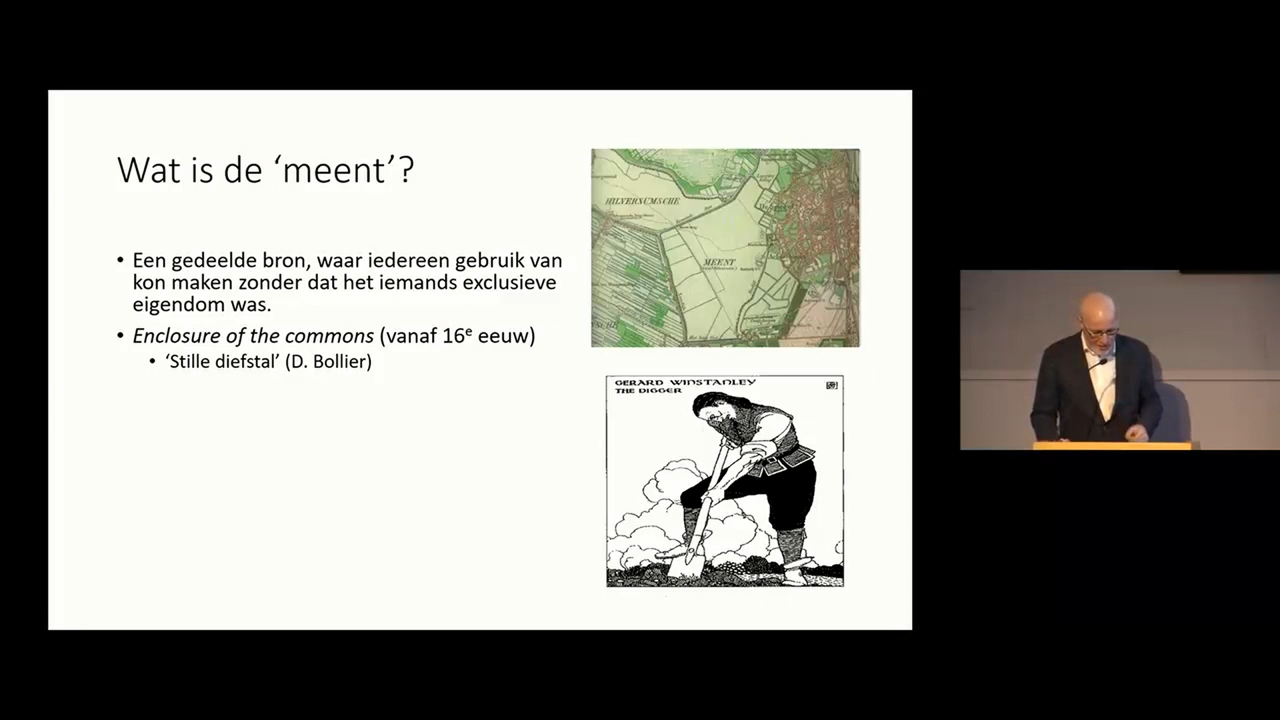 Wat is de ‘meent’?
• Een gedeelde bron, waar iedereen gebruik van
kon maken zonder dat het iemands exclusieve
eigendom was.
• Enclosure of the commons (vanaf 16e eeuw)
• ‘Stille diefstal’ (D. Bollier)
HILVERSUMSCHE
MEENT
GERARD WINSTANLEY
THE DIGGER